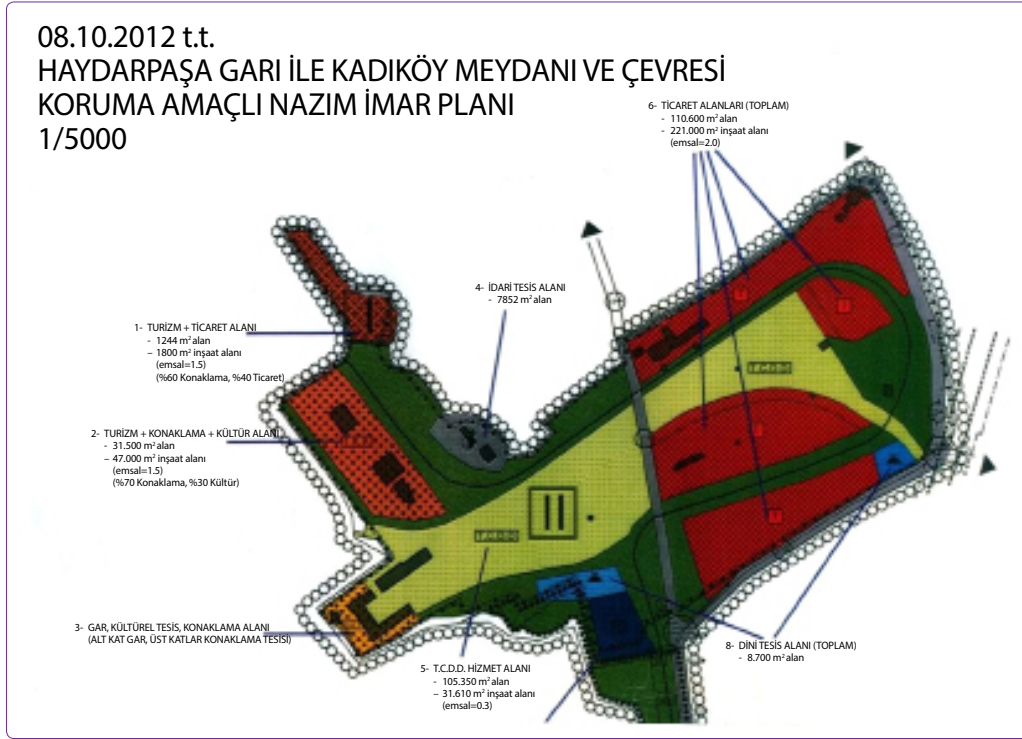 08.10.2012 t.t.
HAYDARPAŞA GARI İLE KADIKÖY MEYDANI VE ÇEVRESİ
KORUMA AMAÇLI NAZIM İMAR PLANI
1/5000
6- TİCARET ALANLARI (TOPLAM)
- 110.600 m² alan
- 221.000 m² inşaat alanı
(emsal=2.0)
4- İDARİ TESİS ALANI
- 7852 m² alan
1- TURİZM + TİCARET ALANI
- 1244 m² alan
– 1800 m² inşaat alanı
(emsal=1.5)
(%60 Konaklama, %40 Ticaret)
T.C.D.D
2- TURİZM + KONAKLAMA + KÜLTÜR ALANI
- 31.500 m² alan
– 47.000 m² inşaat alanı
(emsal=1.5)
(%70 Konaklama, %30 Kültür)
T.C.D.D
3- GAR, KÜLTÜREL TESİS, KONAKLAMA ALANI
(ALT KAT GAR, ÜST KATLAR KONAKLAMA TESİSİ)
8- DİNİ TESİS ALANI (TOPLAM)
- 8.700 m² alan
5- T.C.D.D. HİZMET ALANI
- 105.350 m² alan
– 31.610 m² inşaat alanı
(emsal=0.3)